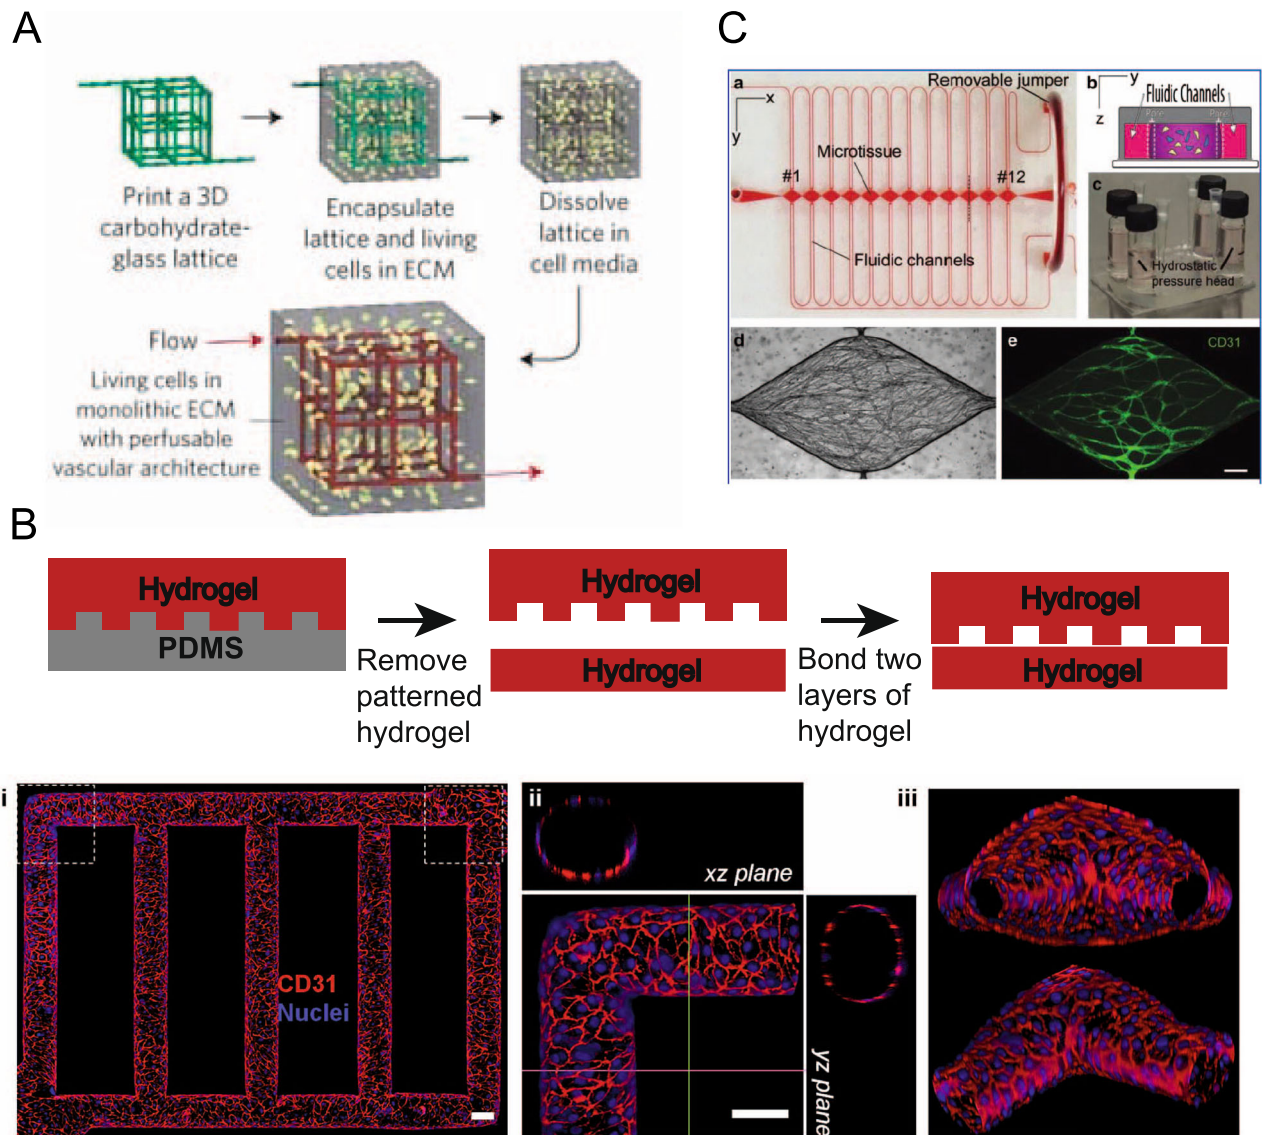 A
Print a 3D
carbohydrate-
glass lattice
Encapsulate
lattice and living
cells in ECM
Dissolve
lattice in
cell media
Flow
Living cells in
monolithic ECM
with perfusable
vascular architecture
C
a
x
y
Removable jumper
Microtissue
#1
#12
Fluidic channels
b
y
z
Fluidic Channels
c
Hydrostatic
pressure head
d
e
CD31
B
Hydrogel
PDMS
Remove
patterned
hydrogel
Hydrogel
Hydrogel
Bond two
layers of
hydrogel
Hydrogel
Hydrogel
i
CD31
Nuclei
ii
xz plane
yz plane
iii